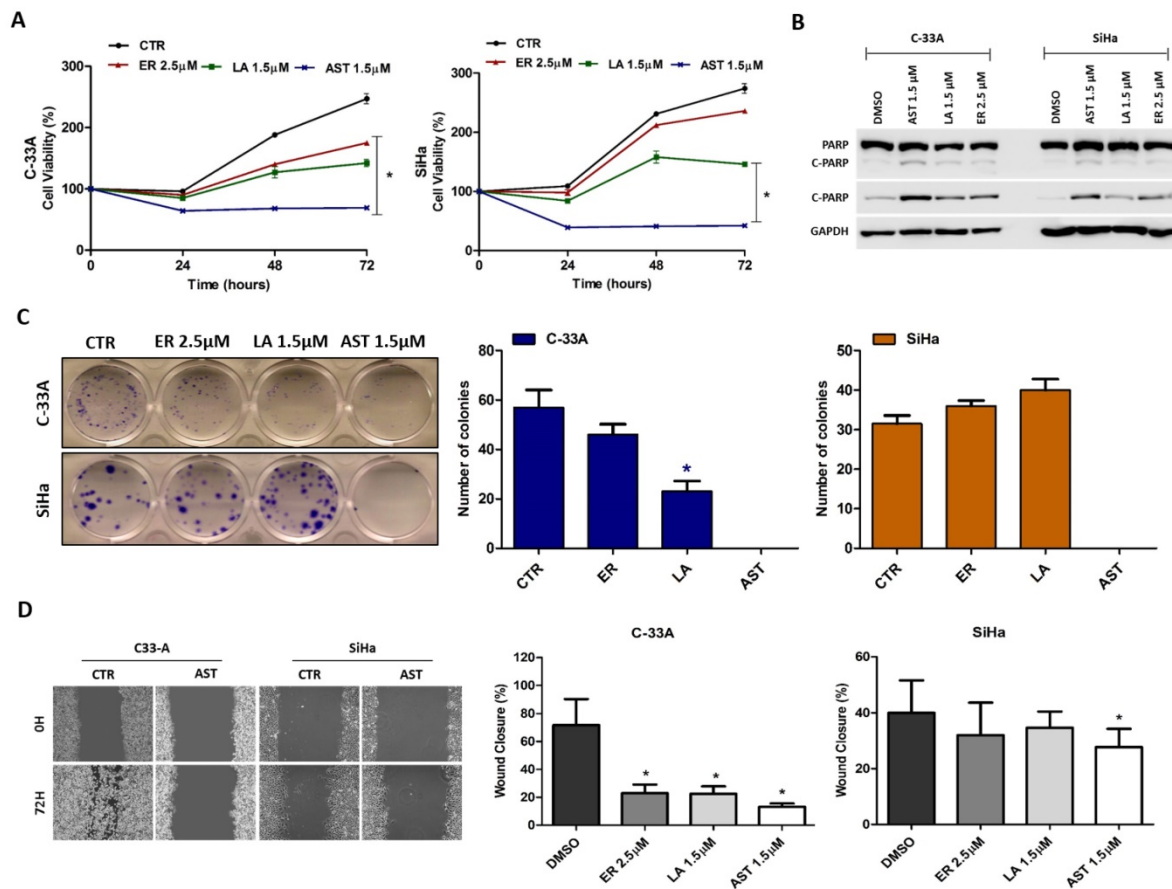 A
CTR
ER 2.5µM LA 1.5µM AST 1.5µM
C-33A
Cell Viability (%)
300
200
100
0
0 24 48 72
Time (hours)
CTR
ER 2.5µM LA 1.5µM AST 1.5µM
SiHa
Cell Viability (%)
300
200
100
0
0 24 48 72
Time (hours)
*
*
B
C-33A SiHa
DMSO AST 1.5 µM LA 1.5 µM ER 2.5 µM DMSO AST 1.5 µM LA 1.5 µM ER 2.5 µM
PARP
C-PARP
C-PARP
GAPDH
C
CTR ER 2.5µM LA 1.5µM AST 1.5µM
C-33A
SiHa
C-33A
Number of colonies
80
60
40
20
0
*
CTR ER LA AST
SiHa
Number of colonies
50
40
30
20
10
0
CTR ER LA AST
D
C33-A SiHa
CTR AST CTR AST
0H
72H
C-33A
Wound Closure (%)
120
100
80
60
40
20
0
* * *
DMSO ER 2.5µM LA 1.5µM AST 1.5µM
SiHa
Wound Closure (%)
60
40
20
0
*
DMSO ER 2.5µM LA 1.5µM AST 1.5µM